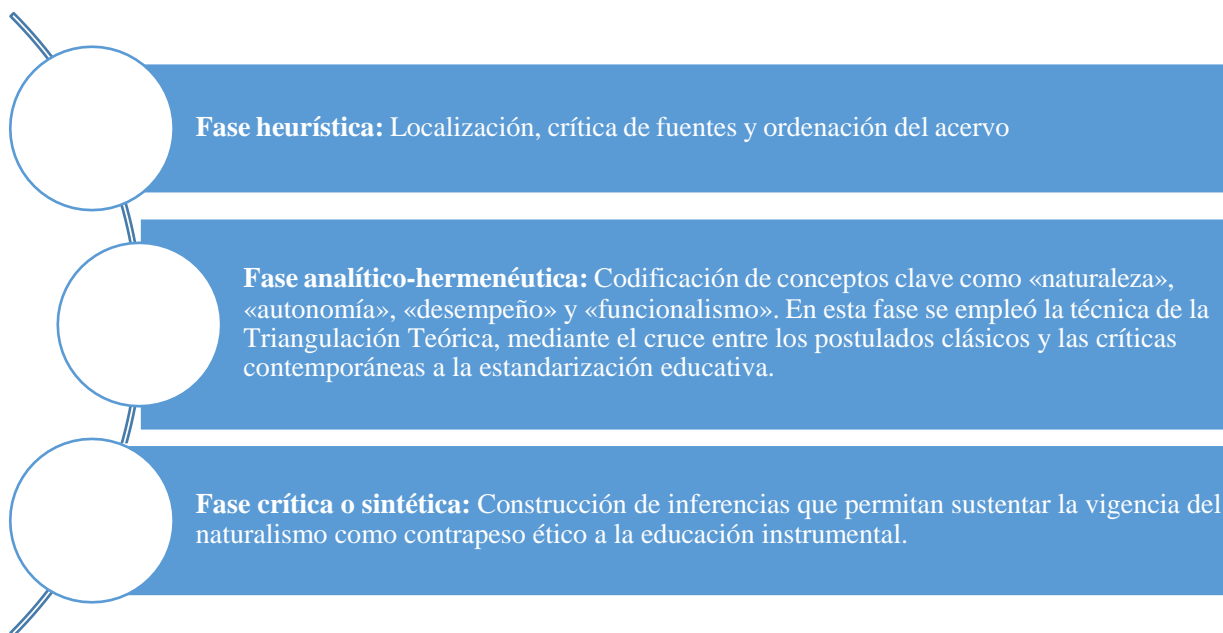 Fase heurística: Localización, crítica de fuentes y ordenación del acervo
Fase analítico-hermenéutica: Codificación de conceptos clave como «naturaleza»,
«autonomía», «desempeño» y «funcionalismo». En esta fase se empleó la técnica de la
Triangulación Teórica, mediante el cruce entre los postulados clásicos y las críticas
contemporáneas a la estandarización educativa.
Fase crítica o sintética: Construcción de inferencias que permitan sustentar la vigencia del
naturalismo como contrapeso ético a la educación instrumental.